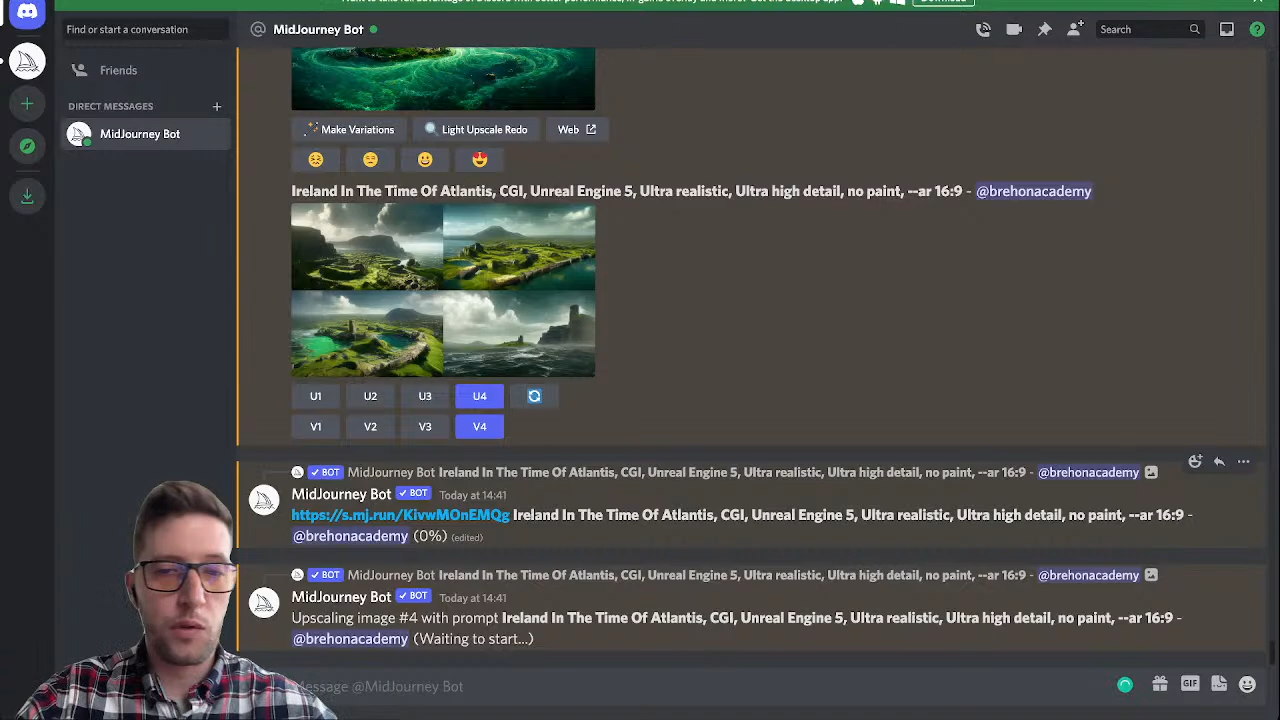 Find or start a conversation
MidJourney Bot
Search
Friends
DIRECT MESSAGES
MidJourney Bot
Download
Make Variations
Light Upscale Redo
Web
Ireland In The Time Of Atlantis, CGI, Unreal Engine 5, Ultra realistic, Ultra high detail, no paint, --ar 16:9 - @brehonacademy
U1 U2 U3 U4
V1 V2 V3 V4
BOT MidJourney Bot Ireland In The Time Of Atlantis, CGI, Unreal Engine 5, Ultra realistic, Ultra high detail, no paint, --ar 16:9 - @brehonacademy
MidJourney Bot BOT Today at 14:41
https://s.mj.run/KivwMOnEMQg Ireland In The Time Of Atlantis, CGI, Unreal Engine 5, Ultra realistic, Ultra high detail, no paint, --ar 16:9 -
@brehonacademy (0%) (edited)
BOT MidJourney Bot Ireland In The Time Of Atlantis, CGI, Unreal Engine 5, Ultra realistic, Ultra high detail, no paint, --ar 16:9 - @brehonacademy
MidJourney Bot BOT Today at 14:41
Upscaling image #4 with prompt Ireland In The Time Of Atlantis, CGI, Unreal Engine 5, Ultra realistic, Ultra high detail, no paint, --ar 16:9 -
@brehonacademy (Waiting to start...)
Message @MidJourney Bot
GIF